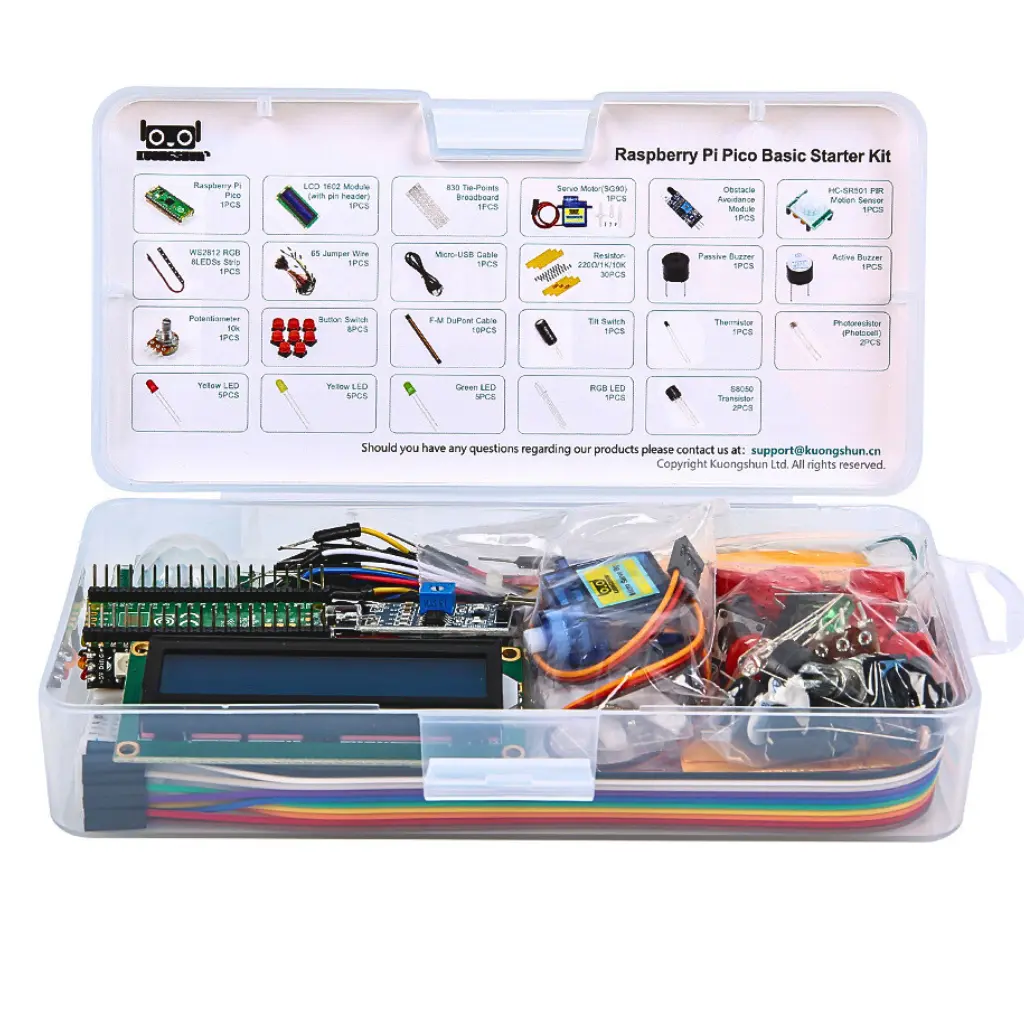 KUONGSHUN
Raspberry Pi Pico Basic Starter Kit
Raspberry Pi
Pico
1PCS
LCD 1602 Module
(with pin header)
1PCS
830 Tie-Points
Breadboard
1PCS
Servo Motor(SG90)
1PCS
Obstacle
Avoidance
Module
1PCS
HC-SR501 PIR
Motion Sensor
1PCS
WS2812 RGB
8LEDSs Strip
1PCS
65 Jumper Wire
1PCS
Micro-USB Cable
1PCS
Resistor-
220Ω/1K/10K
30PCS
Passive Buzzer
1PCS
Active Buzzer
1PCS
Potentiometer
10k
1PCS
Button Switch
8PCS
F-M DuPont Cable
10PCS
Tilt Switch
1PCS
Thermistor
1PCS
Photoresistor
(Photocell)
2PCS
Yellow LED
5PCS
Yellow LED
5PCS
Green LED
5PCS
RGB LED
1PCS
S8050
Transistor
2PCS
Should you have any questions regarding our products please contact us at: support@kuongshun.cn
Copyright Kuongshun Ltd. All rights reserved.